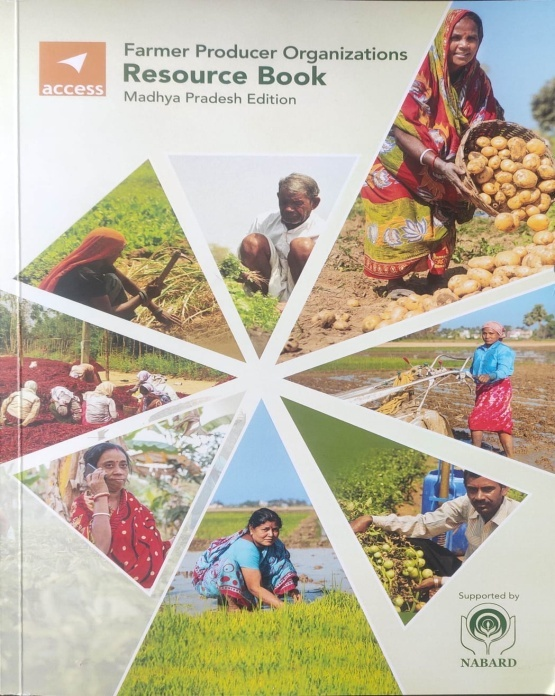 access
Farmer Producer Organizations
Resource Book
Madhya Pradesh Edition
Supported by
NABARD